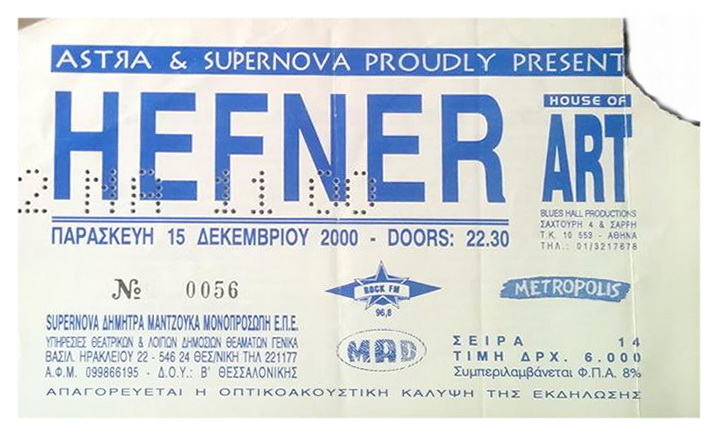 ASTЯA & SUPERNOVA PROUDLY PRESENT
HEFNER
HOUSE OF
ART
BLUES HALL PRODUCTIONS
ΣΑΧΤΟΥΡΗ 4 & ΣΑΡΡΗ
Τ.Κ. 10 553 - ΑΘΗΝΑ
ΤΗΛ.: 01/3217678
ΠΑΡΑΣΚΕΥΗ 15 ΔΕΚΕΜΒΡΙΟΥ 2000 - DOORS: 22.30
№ 0056
ROCK FM
96,8
METROPOLIS
SUPERNOVA ΔΗΜΗΤΡΑ ΜΑΝΤΖΟΥΚΑ ΜΟΝΟΠΡΟΣΩΠΗ Ε.Π.Ε.
ΥΠΗΡΕΣΙΕΣ ΘΕΑΤΡΙΚΩΝ & ΛΟΙΠΩΝ ΔΗΜΟΣΙΩΝ ΘΕΑΜΑΤΩΝ ΓΕΝΙΚΑ
ΒΑΣΙΛ. ΗΡΑΚΛΕΙΟΥ 22 - 546 24 ΘΕΣ/ΝΙΚΗ ΤΗΛ 221177
Α.Φ.Μ. 099866195 - Δ.Ο.Υ.: Β' ΘΕΣΣΑΛΟΝΙΚΗΣ
MAD
ΣΕΙΡΑ 14
ΤΙΜΗ ΔΡΧ. 6.000
Συμπεριλαμβάνεται Φ.Π.Α. 8%
ΑΠΑΓΟΡΕΥΕΤΑΙ Η ΟΠΤΙΚΟΑΚΟΥΣΤΙΚΗ ΚΑΛΥΨΗ ΤΗΣ ΕΚΔΗΛΩΣΗΣ